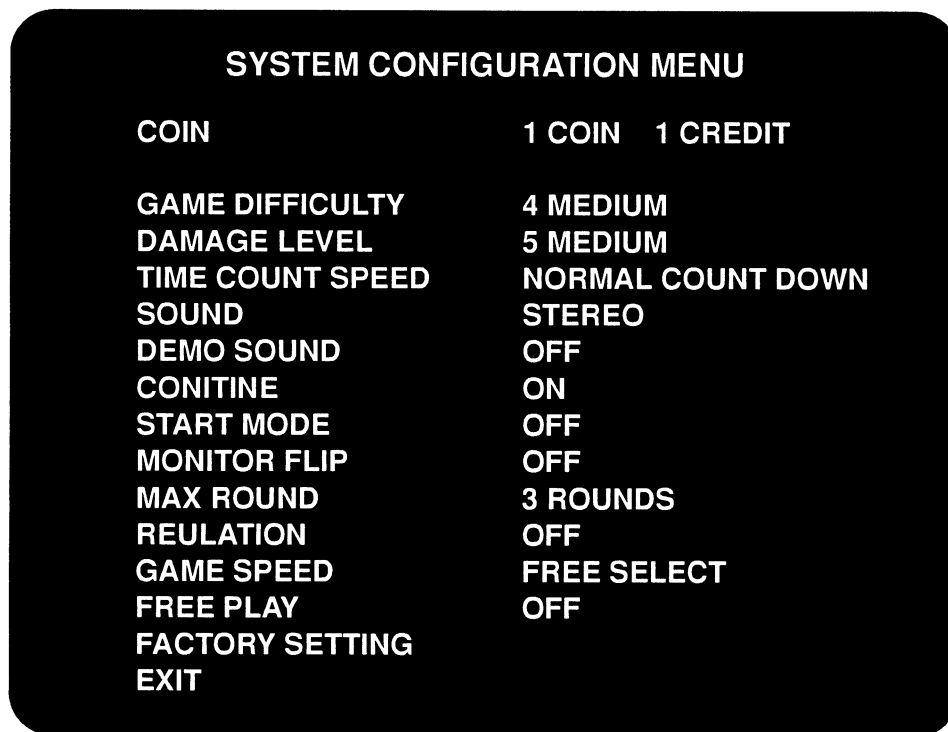 SYSTEM CONFIGURATION MENU
COIN 1 COIN 1 CREDIT
GAME DIFFICULTY 4 MEDIUM
DAMAGE LEVEL 5 MEDIUM
TIME COUNT SPEED NORMAL COUNT DOWN
SOUND STEREO
DEMO SOUND OFF
CONITINE ON
START MODE OFF
MONITOR FLIP OFF
MAX ROUND 3 ROUNDS
REULATION OFF
GAME SPEED FREE SELECT
FREE PLAY OFF
FACTORY SETTING
EXIT